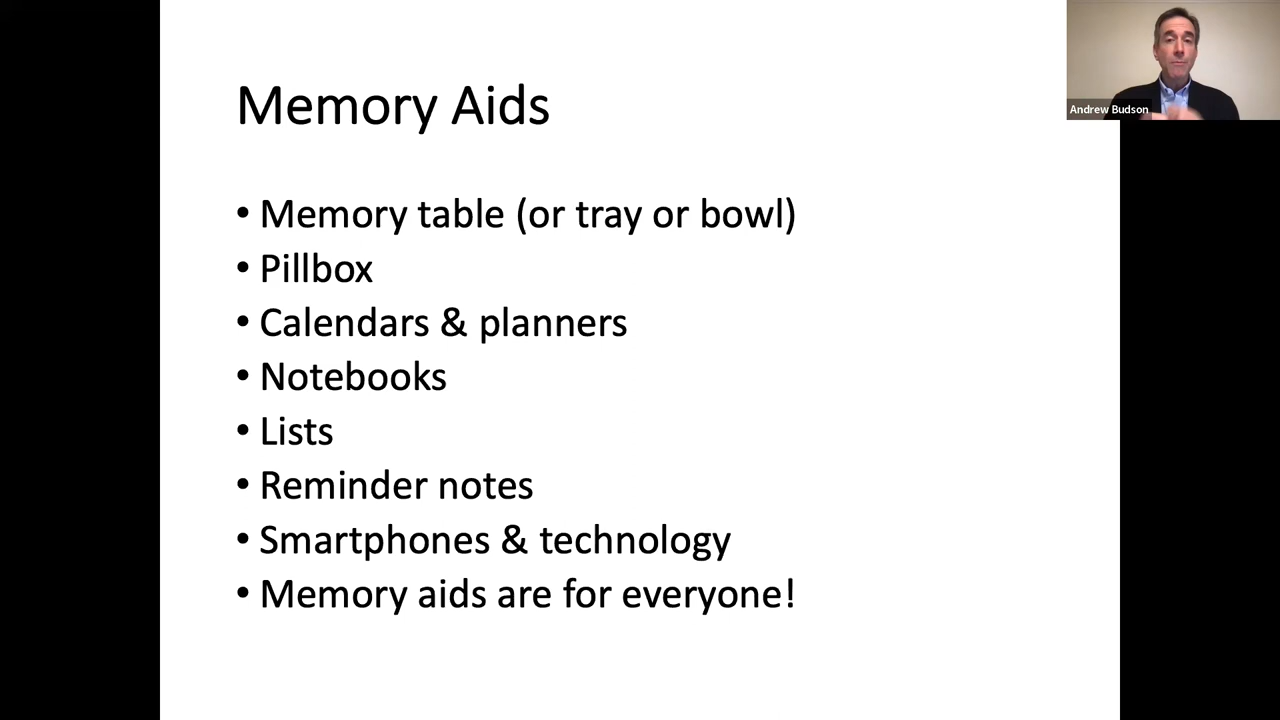 Memory Aids
• Memory table (or tray or bowl)
• Pillbox
• Calendars & planners
• Notebooks
• Lists
• Reminder notes
• Smartphones & technology
• Memory aids are for everyone!
Andrew Budson